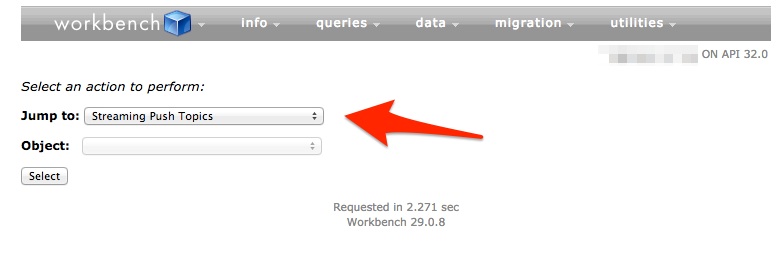 workbench info queries data migration utilities
ON API 32.0
Select an action to perform:
Jump to: Streaming Push Topics
Object:
Select
Requested in 2.271 sec
Workbench 29.0.8